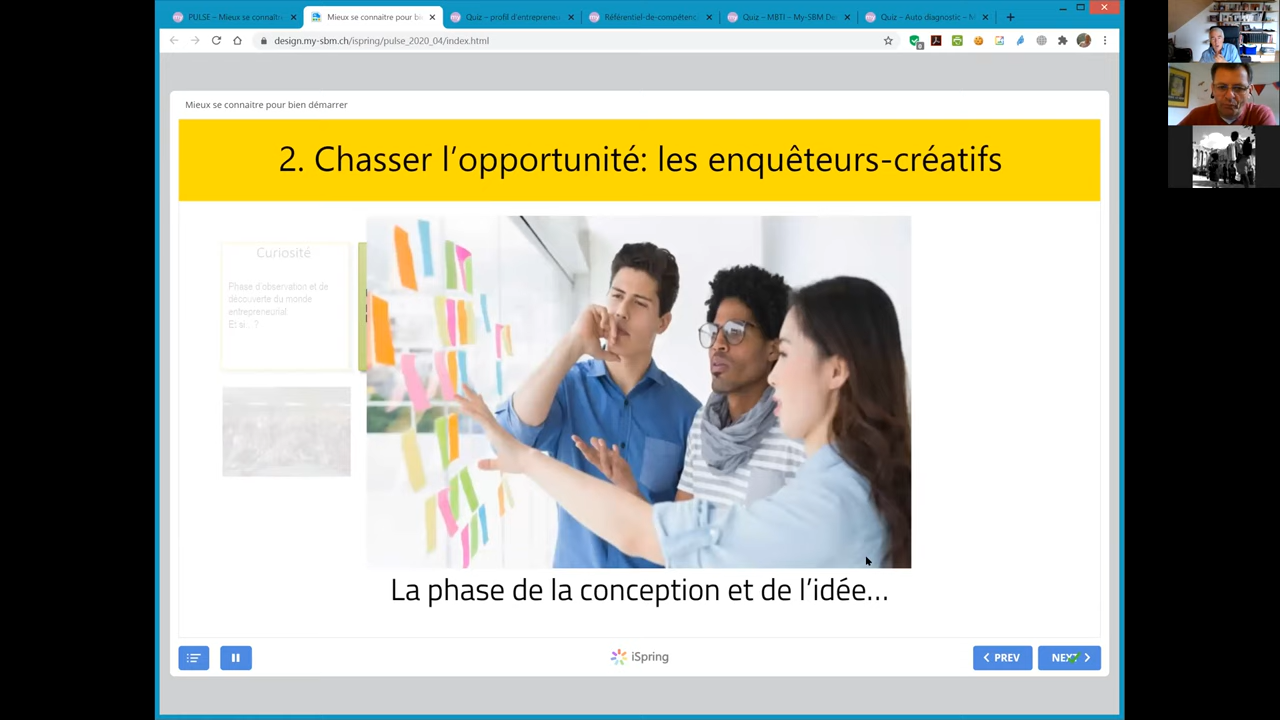 PULSE – Mieux se connaîtr
Mieux se connaitre pour bi
Quiz – profil d'entrepreneu
Référentiel-de-compétenc
Quiz – MBTI – My-SBM De
Quiz – Auto diagnostic – M
design.my-sbm.ch/ispring/pulse_2020_04/index.html
Mieux se connaitre pour bien démarrer
2. Chasser l'opportunité: les enquêteurs-créatifs
Curiosité
Phase d'observation et de
découverte du monde
entrepreneurial
Et si... ?
La phase de la conception et de l'idée...
iSpring
PREV
NEXT